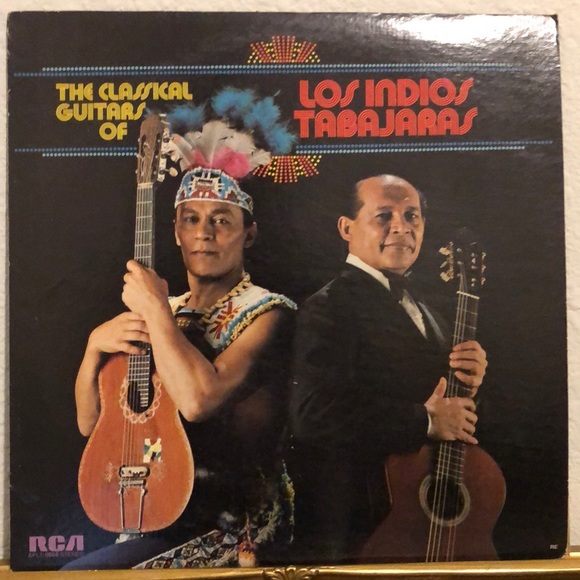 THE CLASSICAL
GUITARS
OF
LOS INDIOS
TABAJARAS
RCA